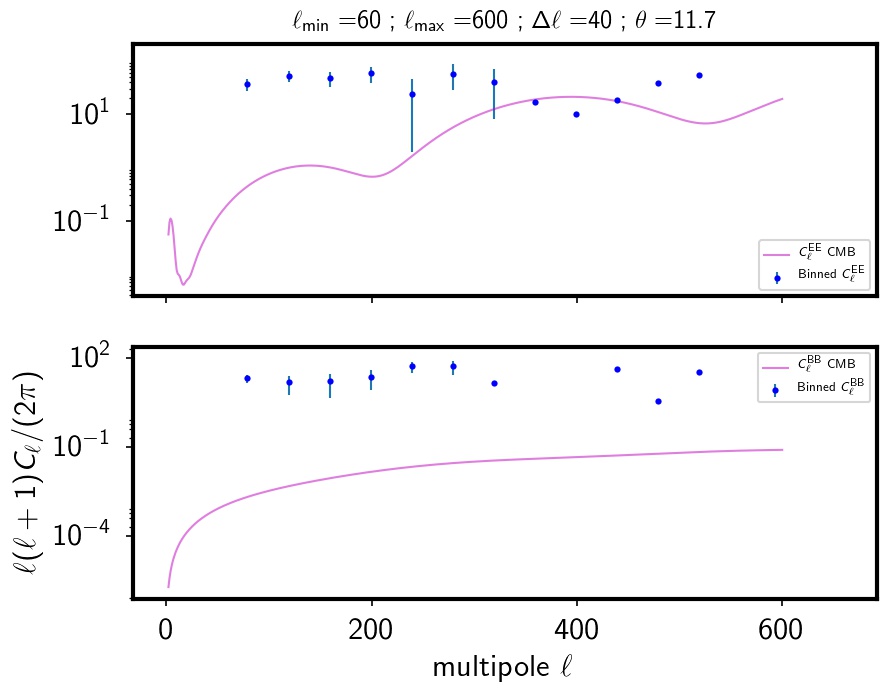 ℓ_min =60 ; ℓ_max =600 ; Δℓ =40 ; θ =11.7
10^1
10^−1
C_ℓ^EE CMB
Binned C_ℓ^EE
10^2
10^−1
10^−4
C_ℓ^BB CMB
Binned C_ℓ^BB
ℓ(ℓ + 1)C_ℓ/(2π)
0 200 400 600
multipole ℓ